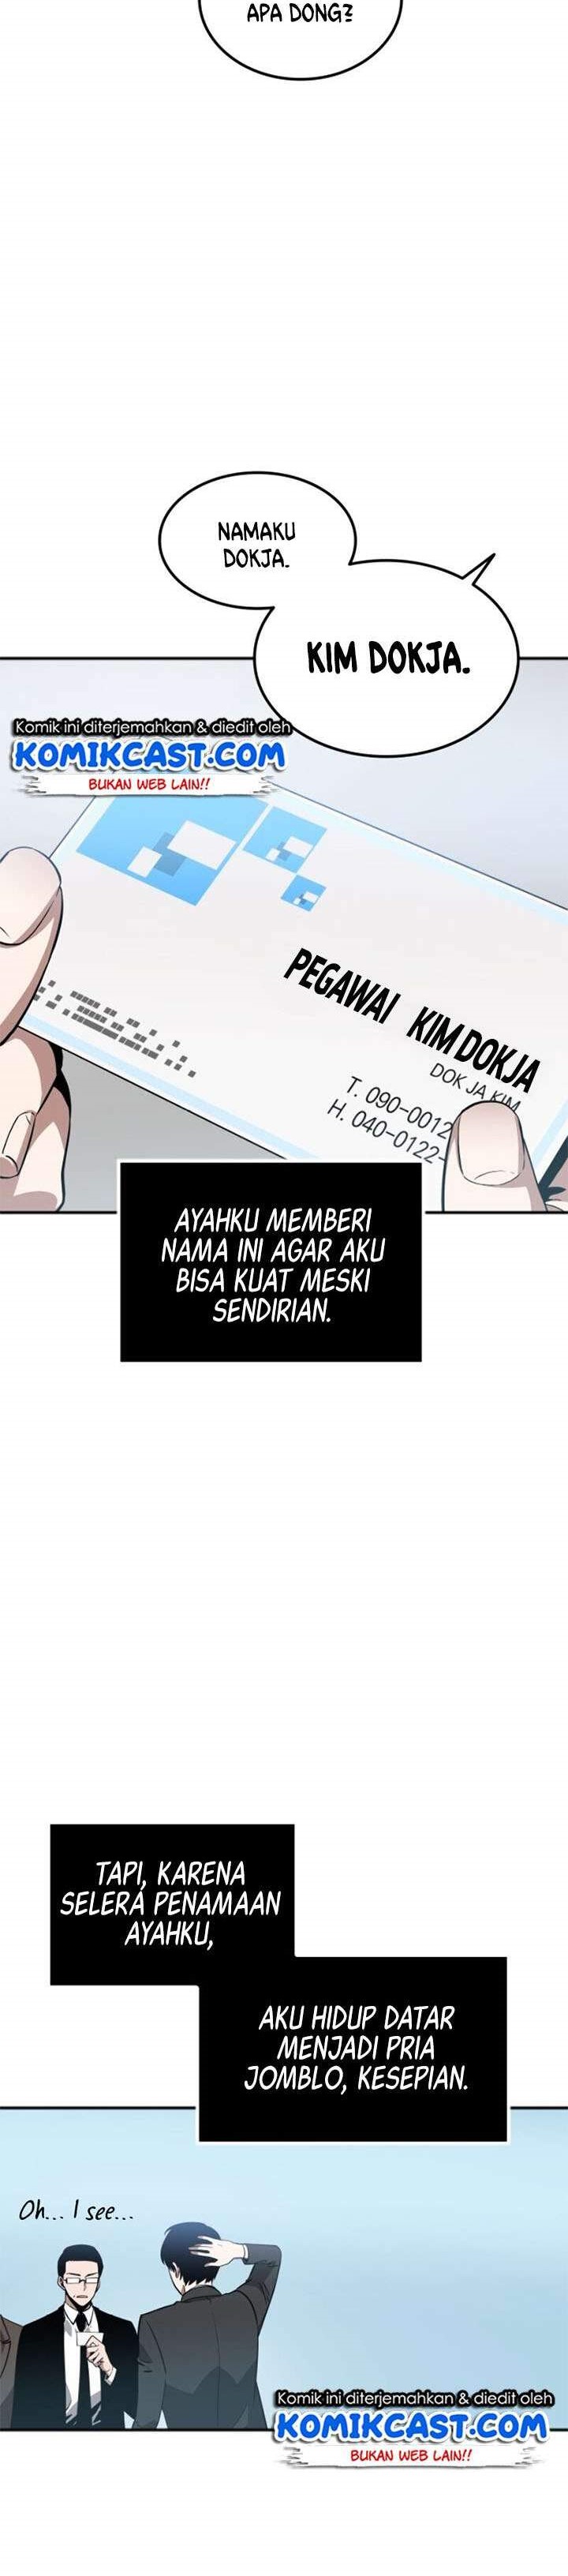 APA DONG?
NAMAKU
DOKJA.
KIM DOKJA.
Komik ini diterjemahkan & diedit oleh
KOMIKCAST.COM
BUKAN WEB LAIN!!
PEGAWAI KIM DOKJA
DOKJA KIM
T. 090-0012
H. 040-0122-
AYAHKU MEMBERI
NAMA INI AGAR AKU
BISA KUAT MESKI
SENDIRIAN.
TAPI, KARENA
SELERA PENAMAAN
AYAHKU,
AKU HIDUP DATAR
MENJADI PRIA
JOMBLO, KESEPIAN.
Oh... I see...
Komik ini diterjemahkan & diedit oleh
KOMIKCAST.COM
BUKAN WEB LAIN!!